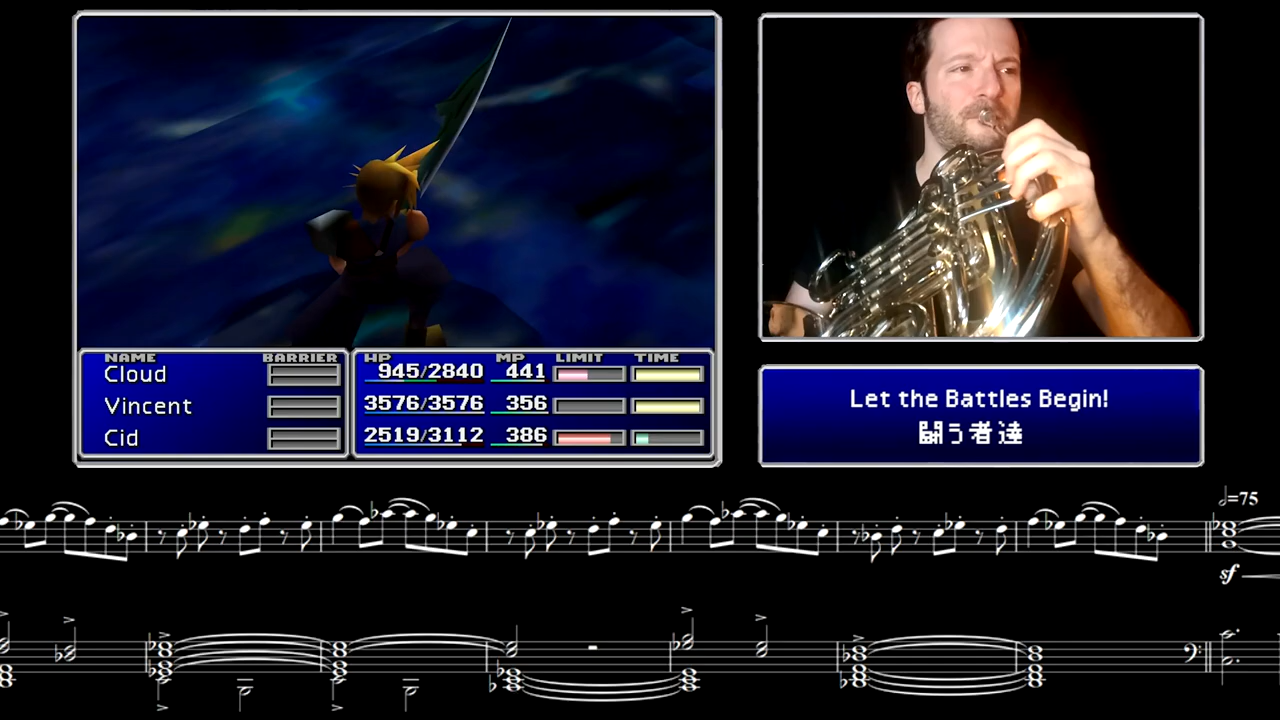 NAME BARRIER HP MP LIMIT TIME
Cloud 945/2840 441
Vincent 3576/3576 356
Cid 2519/3112 386
Let the Battles Begin!
闘う者達
=75
sf